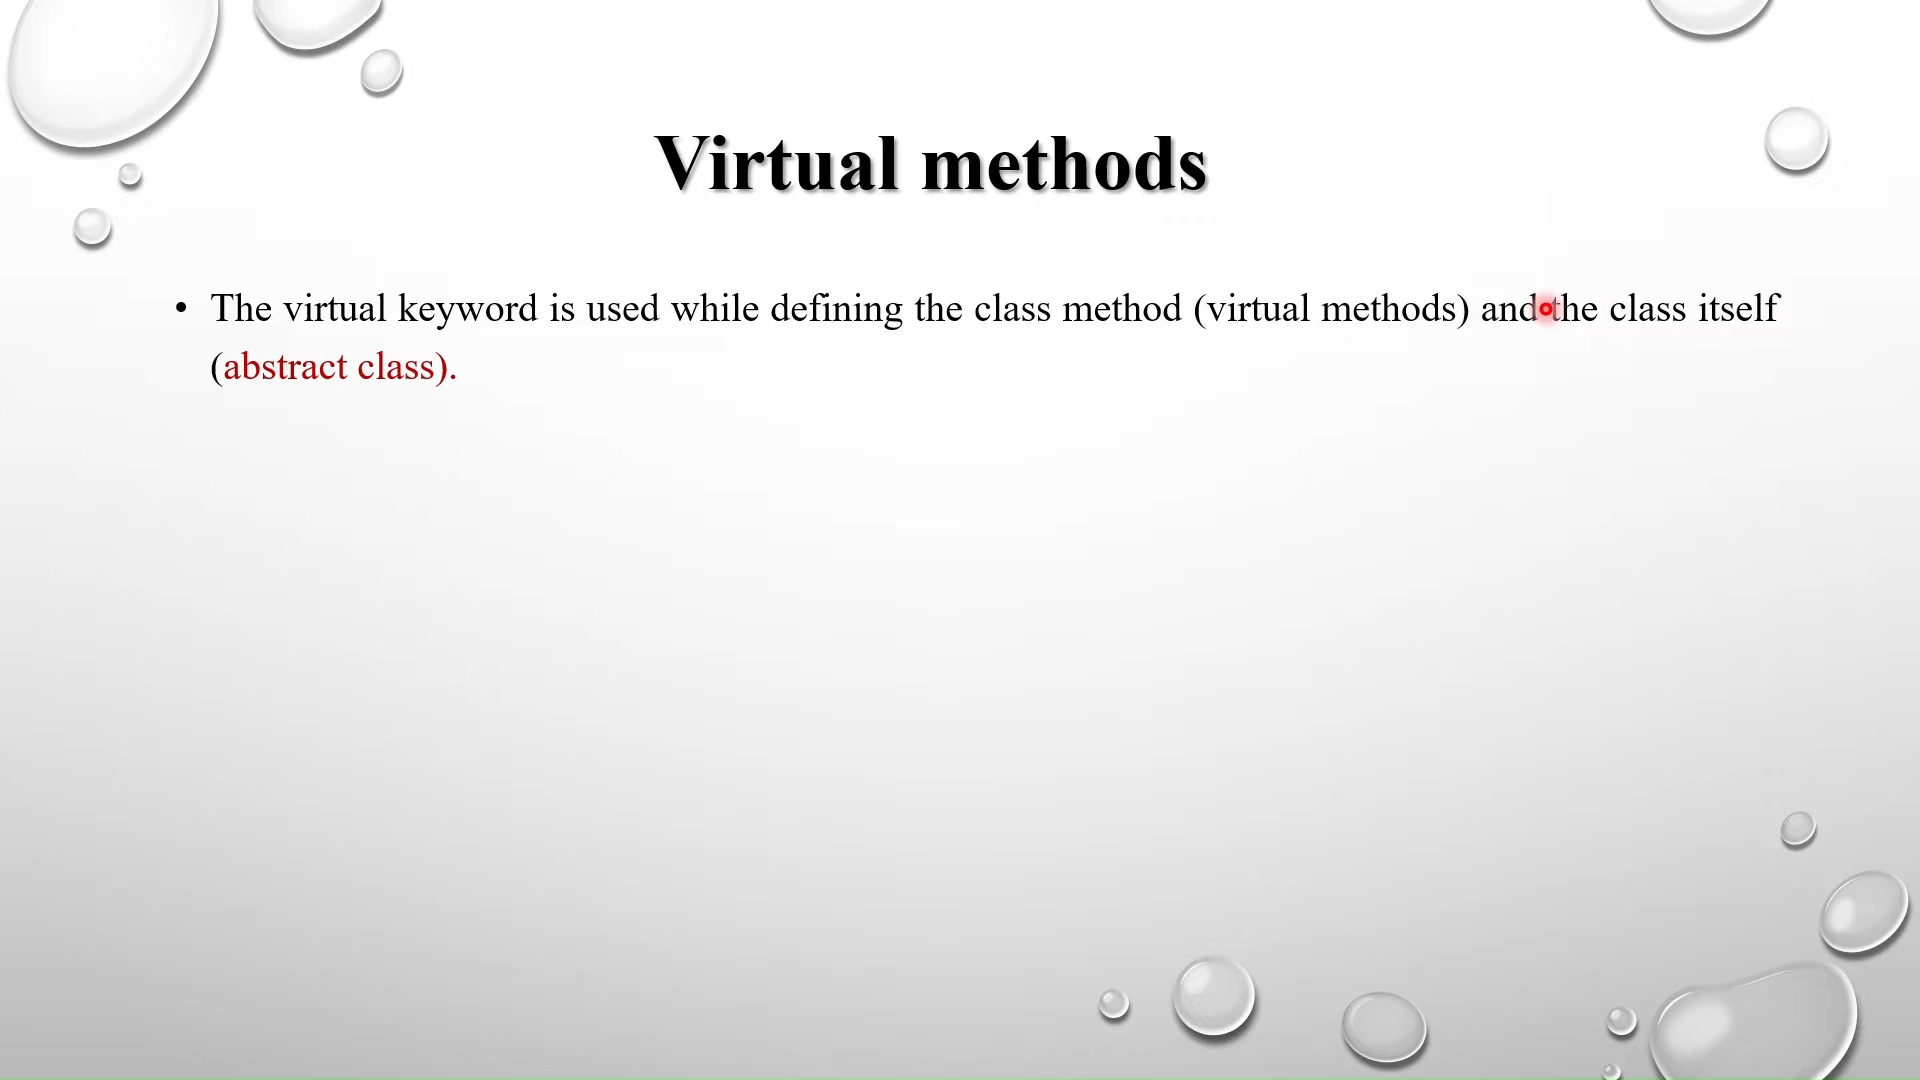 Virtual methods
• The virtual keyword is used while defining the class method (virtual methods) and the class itself
(abstract class).